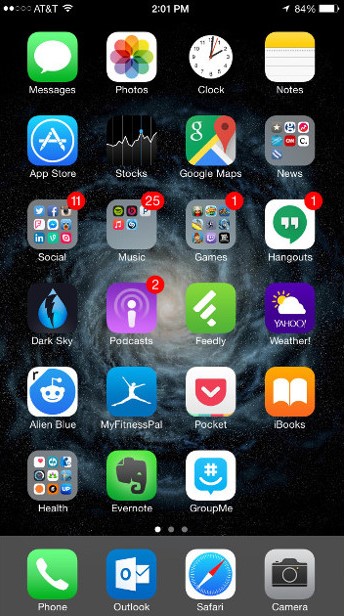 AT&T 2:01 PM 84%
Messages Photos Clock Notes
App Store Stocks Google Maps News
11 25 1 1
Social Music Games Hangouts
2
YAHOO!
Dark Sky Podcasts Feedly Weather!
Alien Blue MyFitnessPal Pocket iBooks
Health Evernote GroupMe
Phone Outlook Safari Camera